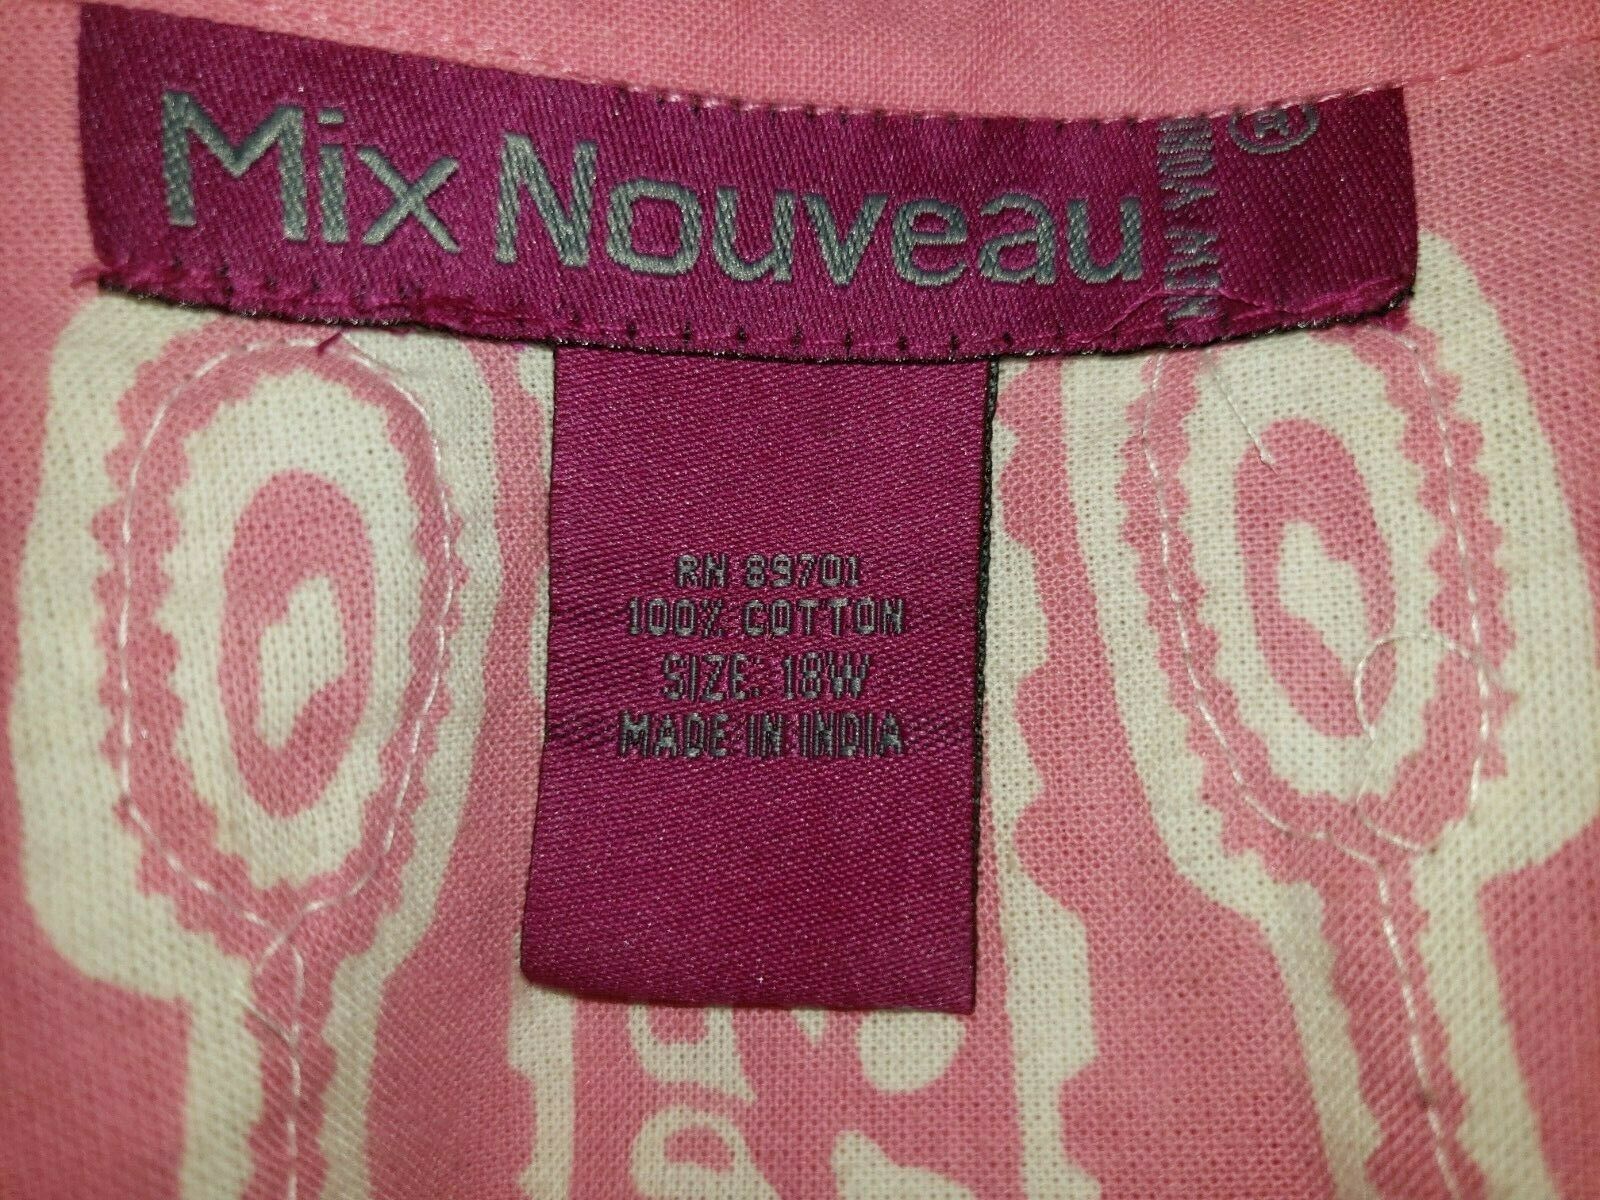 Mix Nouveau
®
RN 89701
100% COTTON
SIZE: 18W
MADE IN INDIA